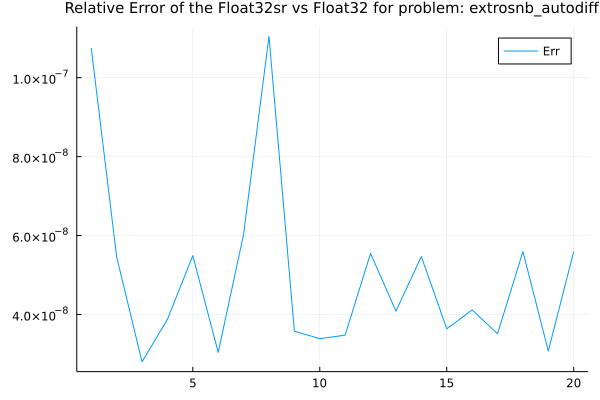 Relative Error of the Float32sr vs Float32 for problem: extrosnb_autodiff
Err
1.0×10⁻⁷
8.0×10⁻⁸
6.0×10⁻⁸
4.0×10⁻⁸
5 10 15 20